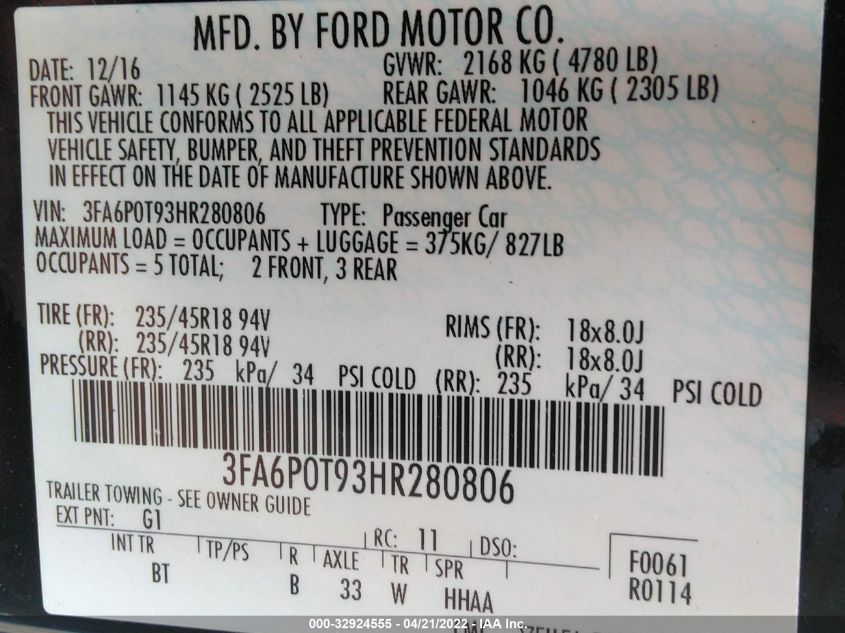 MFD. BY FORD MOTOR CO.
DATE: 12/16 GVWR: 2168 KG ( 4780 LB)
FRONT GAWR: 1145 KG ( 2525 LB) REAR GAWR: 1046 KG ( 2305 LB)
THIS VEHICLE CONFORMS TO ALL APPLICABLE FEDERAL MOTOR
VEHICLE SAFETY, BUMPER, AND THEFT PREVENTION STANDARDS
IN EFFECT ON THE DATE OF MANUFACTURE SHOWN ABOVE.
VIN: 3FA6P0T93HR280806 TYPE: Passenger Car
MAXIMUM LOAD = OCCUPANTS + LUGGAGE = 375KG/ 827LB
OCCUPANTS = 5 TOTAL; 2 FRONT, 3 REAR
TIRE (FR): 235/45R18 94V RIMS (FR): 18x8.0J
(RR): 235/45R18 94V (RR): 18x8.0J
PRESSURE (FR): 235 kPa/ 34 PSI COLD (RR): 235 kPa/ 34 PSI COLD
3FA6P0T93HR280806
TRAILER TOWING - SEE OWNER GUIDE
EXT PNT: G1 RC: 11 DSO:
INT TR TP/PS R AXLE TR SPR F0061
BT B 33 W HHAA R0114
000-32924555 - 04/21/2022 - IAA Inc.